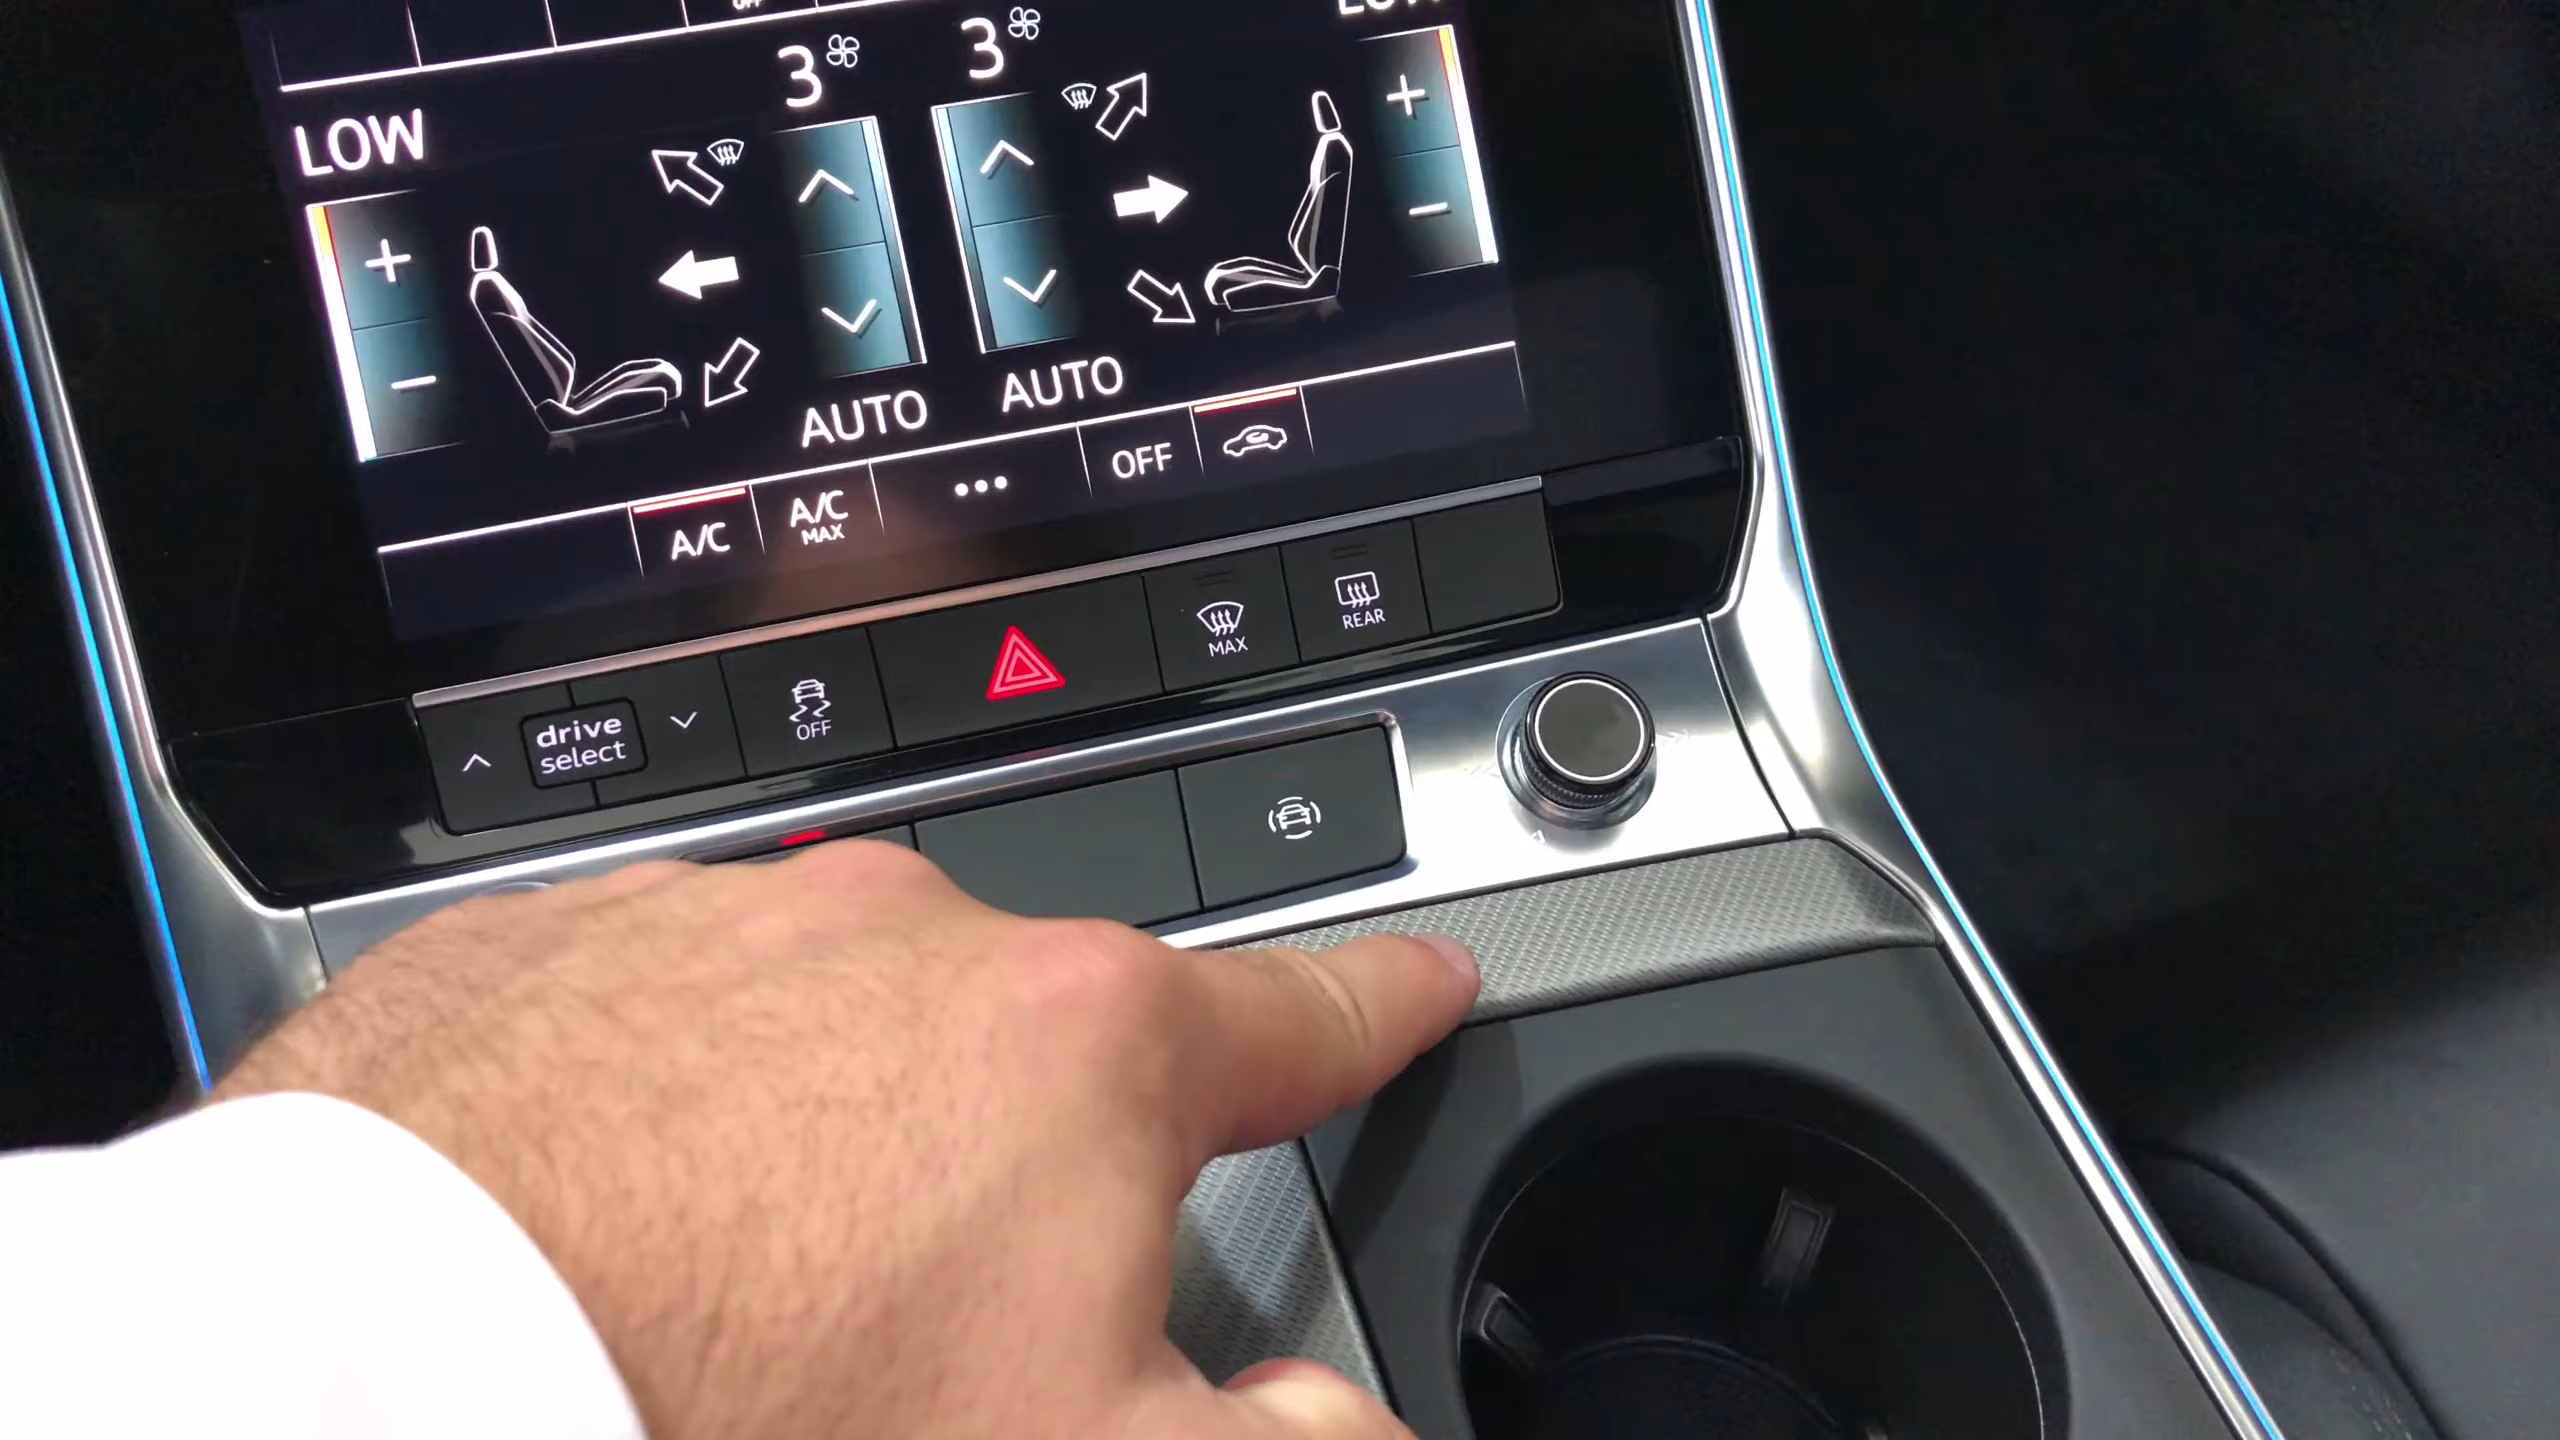 3
3
LOW
AUTO
AUTO
A/C
A/C
MAX
•••
OFF
MAX
REAR
drive
select
OFF